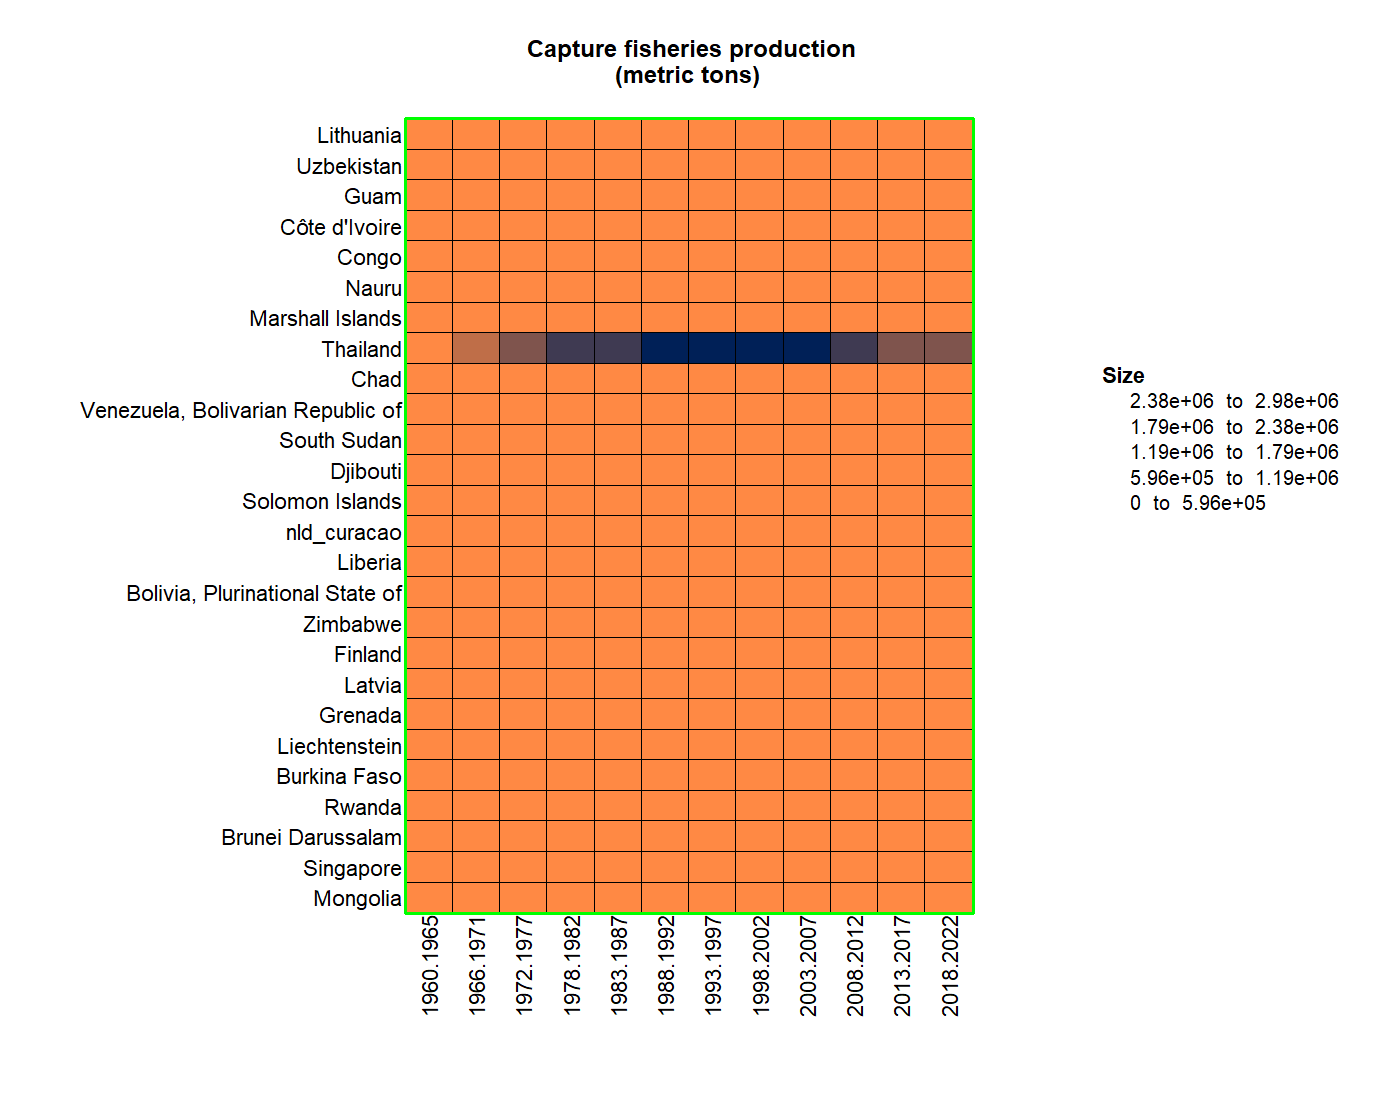 Capture fisheries production
(metric tons)
Lithuania
Uzbekistan
Guam
Côte d'Ivoire
Congo
Nauru
Marshall Islands
Thailand
Chad
Venezuela, Bolivarian Republic of
South Sudan
Djibouti
Solomon Islands
nld_curacao
Liberia
Bolivia, Plurinational State of
Zimbabwe
Finland
Latvia
Grenada
Liechtenstein
Burkina Faso
Rwanda
Brunei Darussalam
Singapore
Mongolia
1960.1965
1966.1971
1972.1977
1978.1982
1983.1987
1988.1992
1993.1997
1998.2002
2003.2007
2008.2012
2013.2017
2018.2022
Size
2.38e+06 to 2.98e+06
1.79e+06 to 2.38e+06
1.19e+06 to 1.79e+06
5.96e+05 to 1.19e+06
0 to 5.96e+05